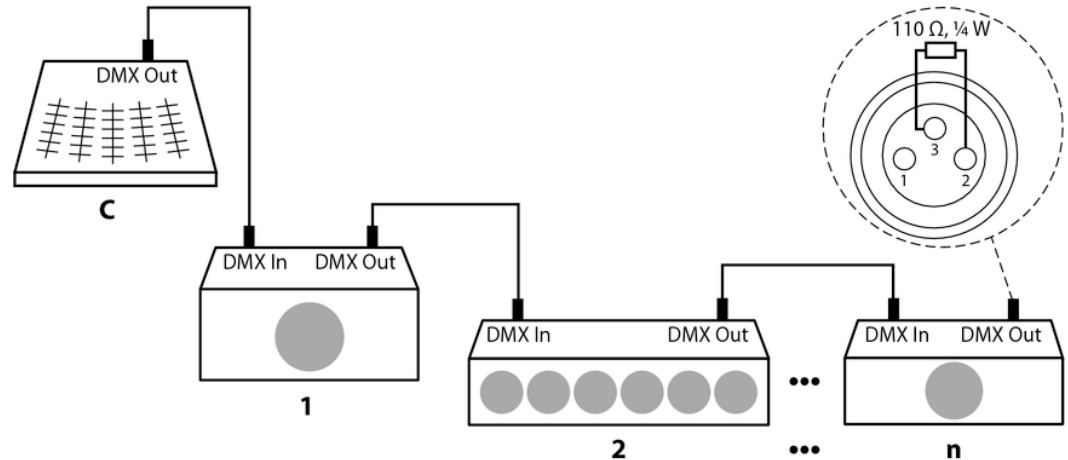 110 Ω, ¼ W
DMX Out
3
1
2
C
DMX In
DMX Out
1
DMX In
DMX Out
2
•••
•••
DMX In
DMX Out
n